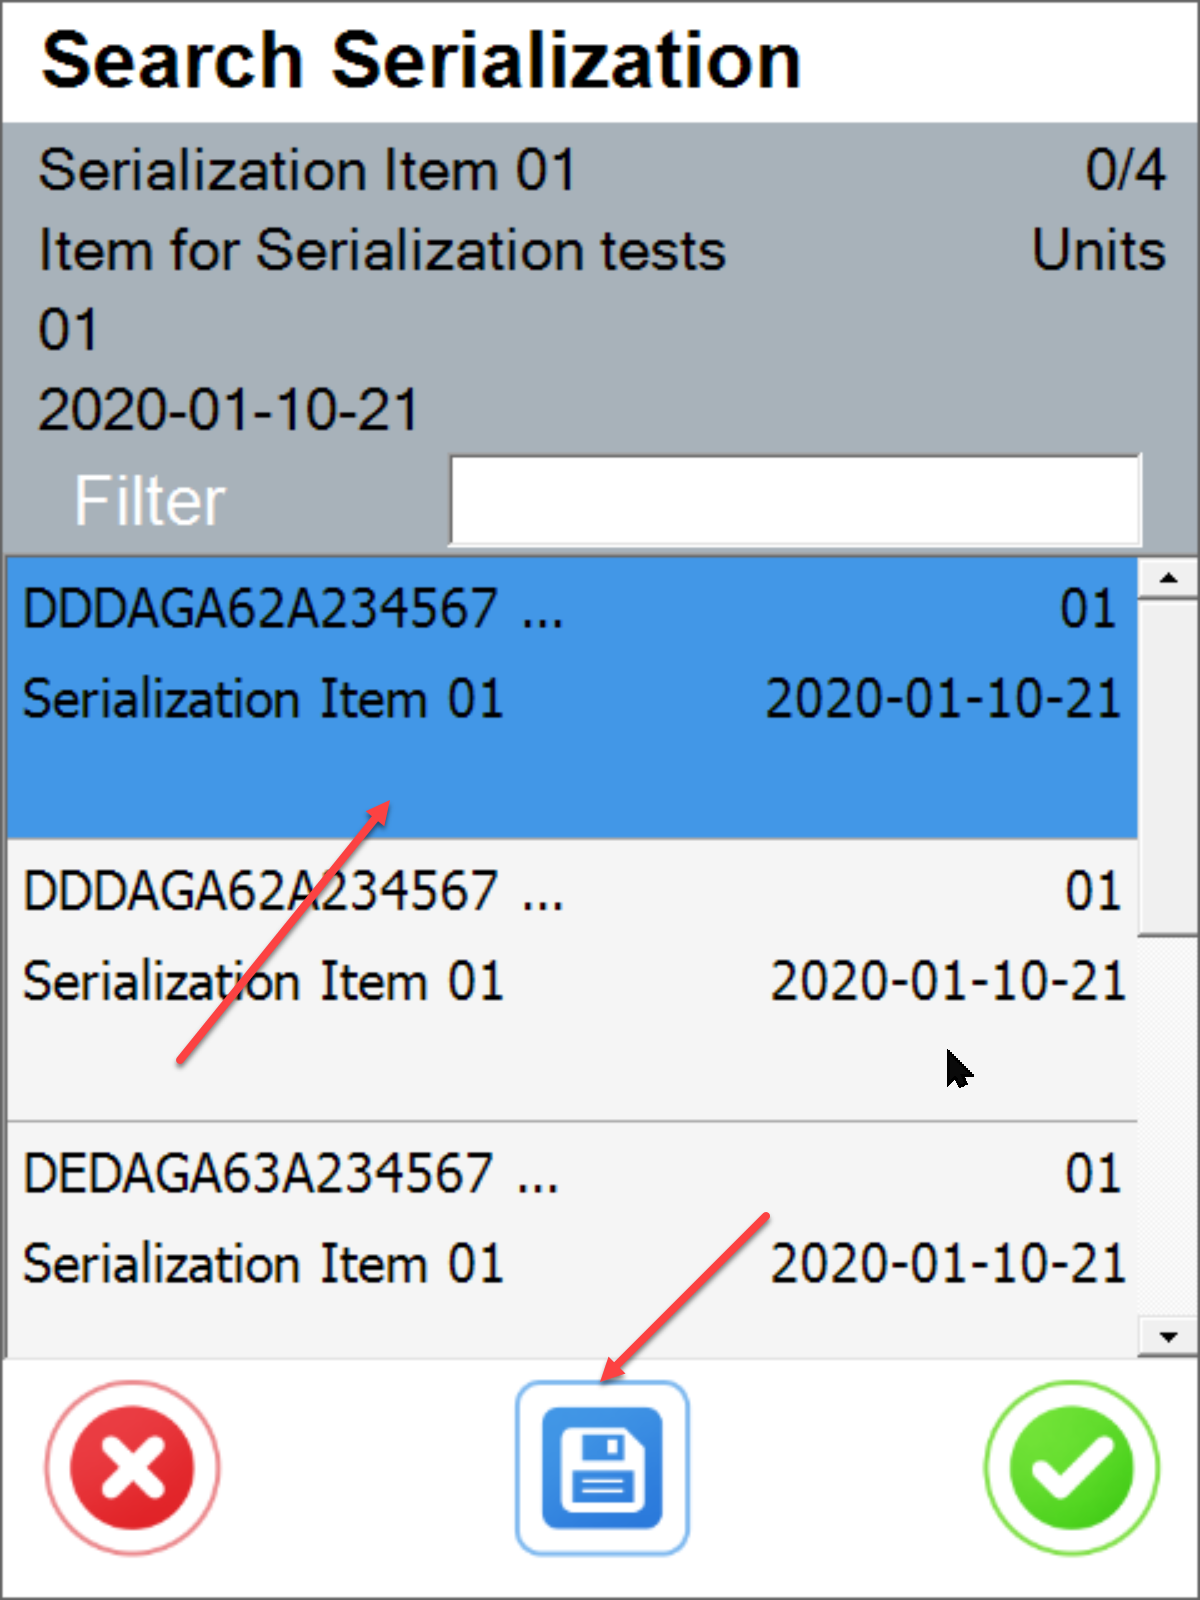 Search Serialization
Serialization Item 01 0/4
Item for Serialization tests Units
01
2020-01-10-21
Filter
DDDAGA62A234567 ... 01
Serialization Item 01 2020-01-10-21
DDDAGA62A234567 ... 01
Serialization Item 01 2020-01-10-21
DEDAGA63A234567 ... 01
Serialization Item 01 2020-01-10-21